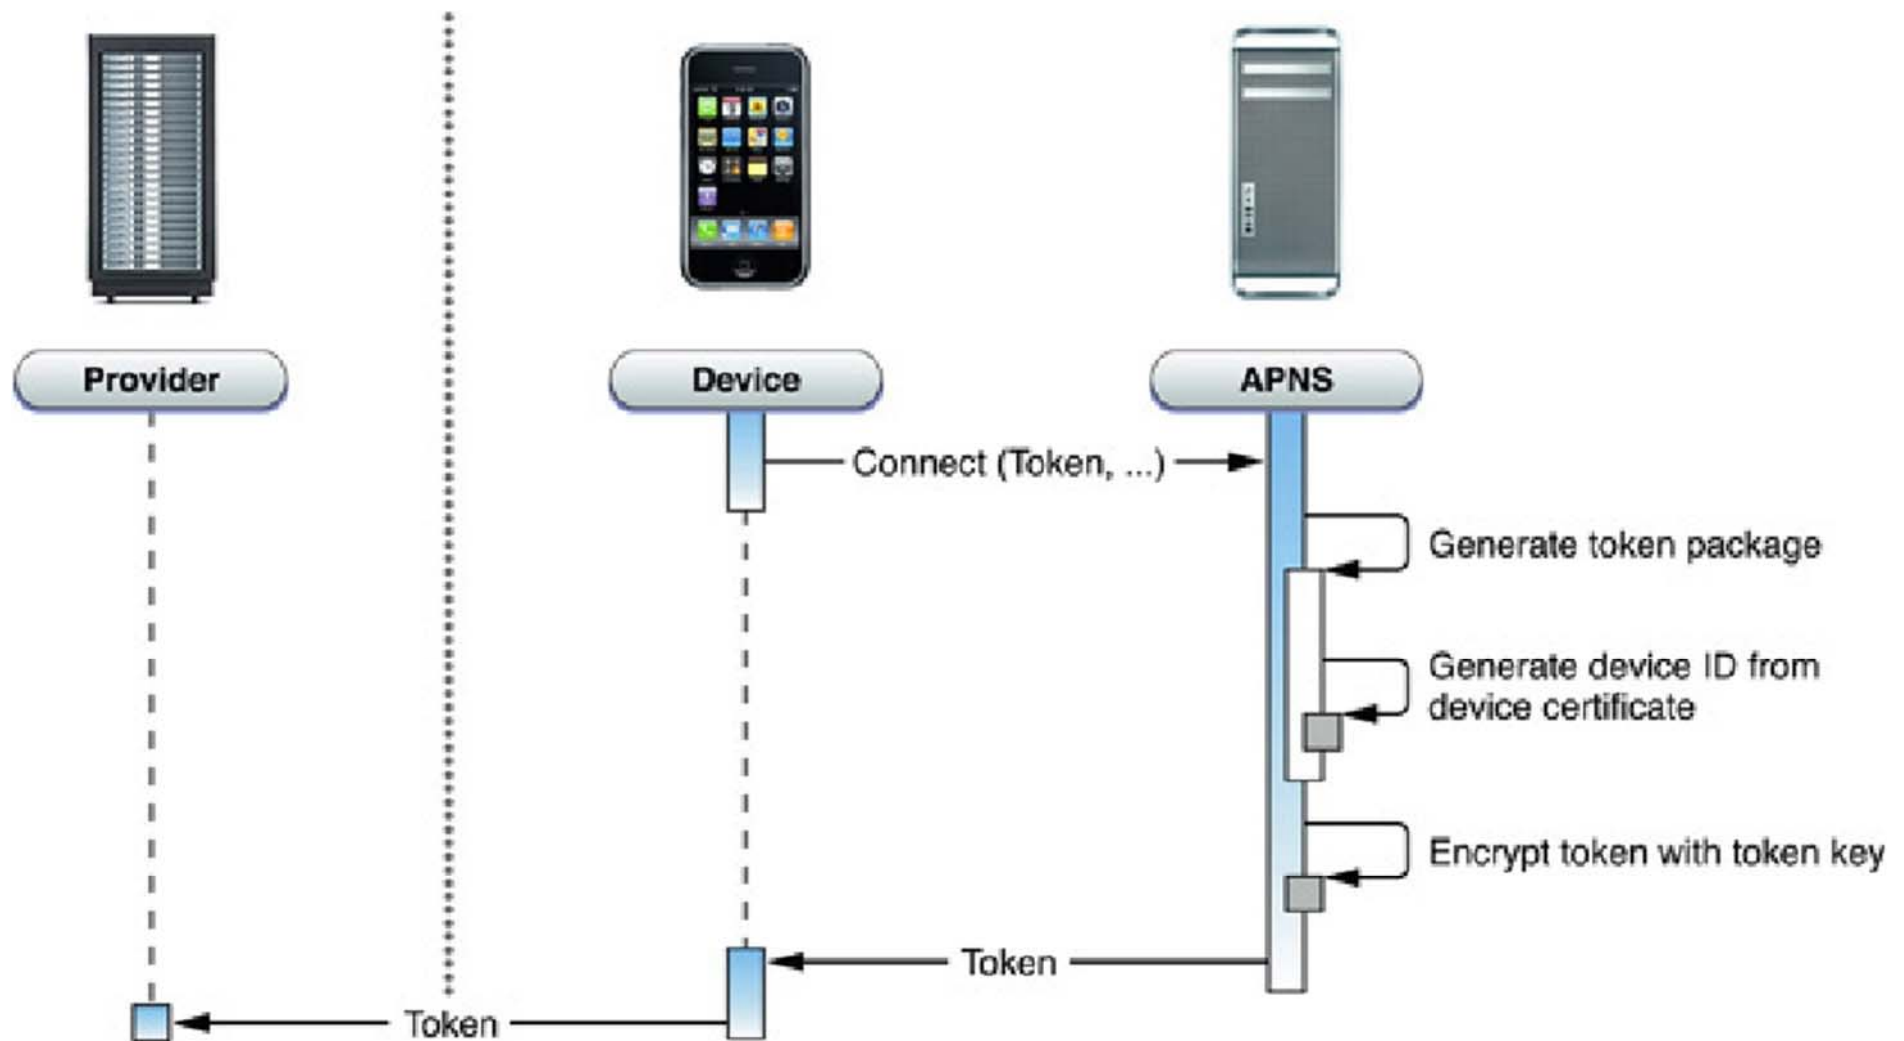 Provider
Device
APNS
Connect (Token, ...)
Generate token package
Generate device ID from
device certificate
Encrypt token with token key
Token
Token